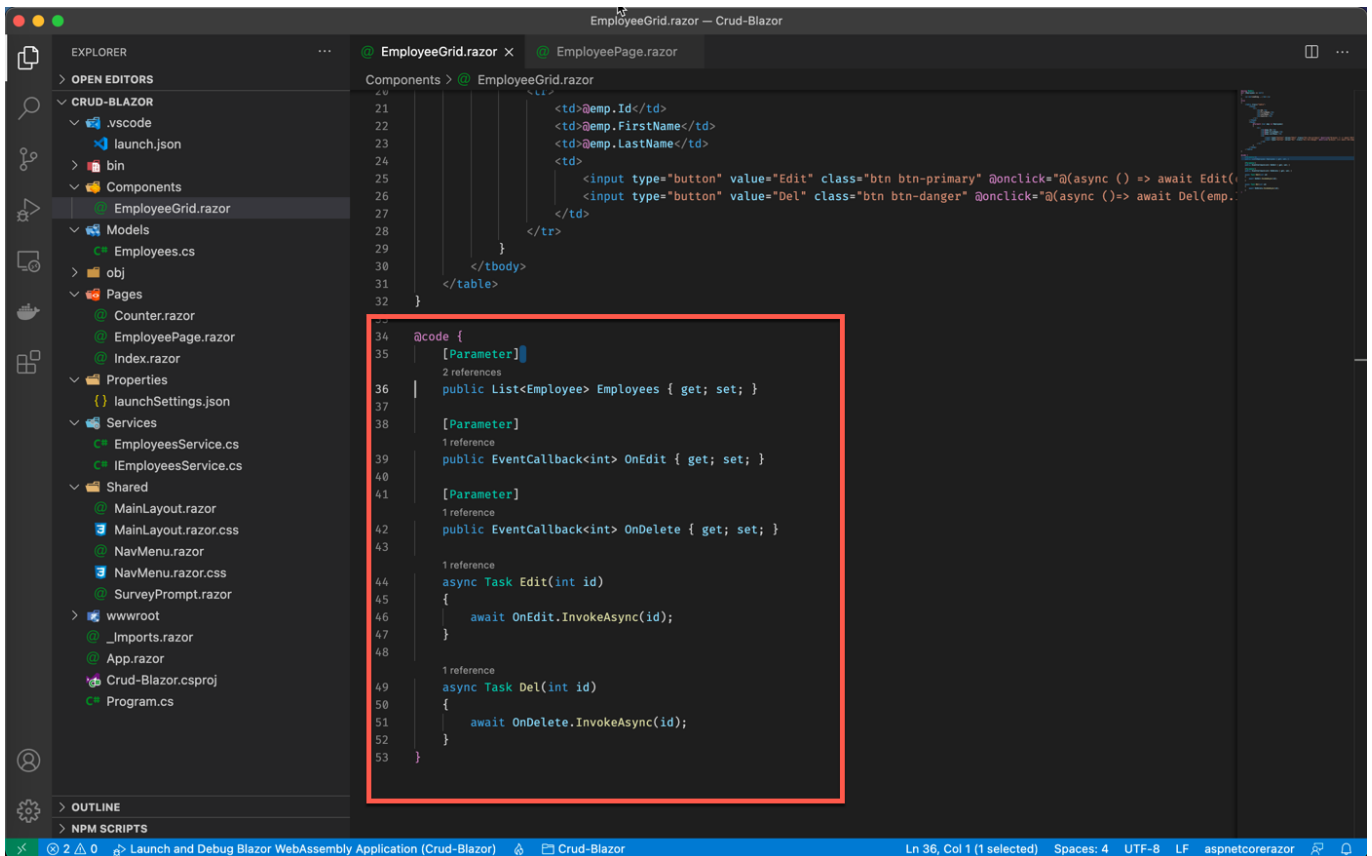 EmployeeGrid.razor — Crud-Blazor
EXPLORER
OPEN EDITORS
CRUD-BLAZOR
.vscode
launch.json
bin
Components
EmployeeGrid.razor
Models
C# Employees.cs
obj
Pages
Counter.razor
EmployeePage.razor
Index.razor
Properties
launchSettings.json
Services
C# EmployeesService.cs
C# IEmployeesService.cs
Shared
MainLayout.razor
MainLayout.razor.css
NavMenu.razor
NavMenu.razor.css
SurveyPrompt.razor
wwwroot
_Imports.razor
App.razor
Crud-Blazor.csproj
C# Program.cs
OUTLINE
NPM SCRIPTS
@ EmployeeGrid.razor @ EmployeePage.razor
Components > @ EmployeeGrid.razor
20 <tr>
21 <td>@emp.Id</td>
22 <td>@emp.FirstName</td>
23 <td>@emp.LastName</td>
24 <td>
25 <input type="button" value="Edit" class="btn btn-primary" @onclick="@(async () => await Edit(
26 <input type="button" value="Del" class="btn btn-danger" @onclick="@(async ()=> await Del(emp.
27 </td>
28 </tr>
29 }
30 </tbody>
31 </table>
32 }
33
34 @code {
35 [Parameter]
2 references
36 public List<Employee> Employees { get; set; }
37
38 [Parameter]
1 reference
39 public EventCallback<int> OnEdit { get; set; }
40
41 [Parameter]
1 reference
42 public EventCallback<int> OnDelete { get; set; }
43
1 reference
44 async Task Edit(int id)
45 {
46 await OnEdit.InvokeAsync(id);
47 }
48
1 reference
49 async Task Del(int id)
50 {
51 await OnDelete.InvokeAsync(id);
52 }
53 }
2 0 Launch and Debug Blazor WebAssembly Application (Crud-Blazor) Crud-Blazor Ln 36, Col 1 (1 selected) Spaces: 4 UTF-8 LF aspnetcorerazor